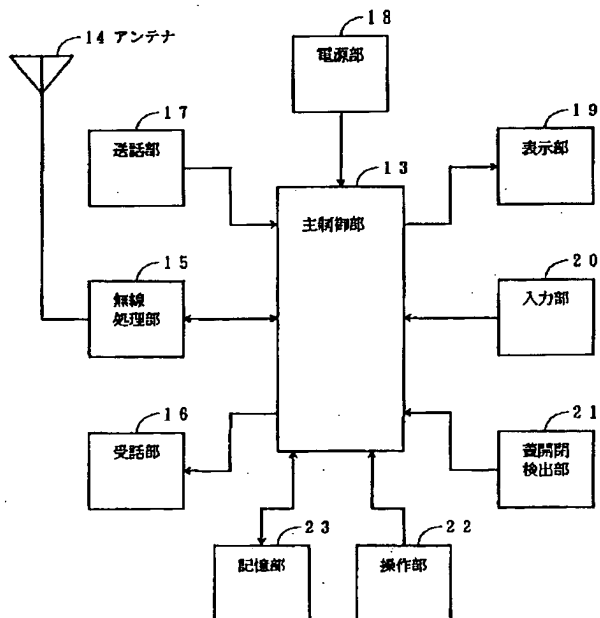 14 アンテナ
18
電源部
17
送話部
19
表示部
13
主制御部
15
無線
処理部
20
入力部
16
受話部
21
蓋開閉
検出部
23
記憶部
22
操作部